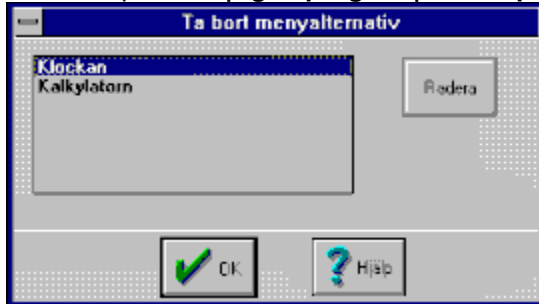 Ta bort menyalternativ
Klockan
Kalkylatorn
Radera
OK
Hjälp